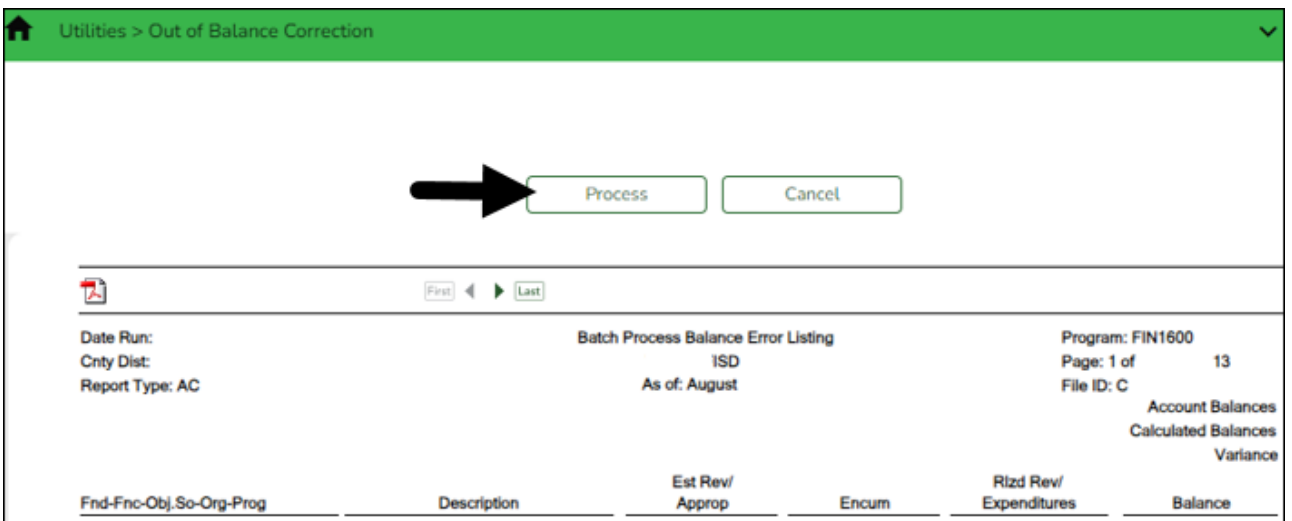 Utilities > Out of Balance Correction
Process Cancel
First Last
Date Run: Batch Process Balance Error Listing Program: FIN1600
Cnty Dist: ISD Page: 1 of 13
Report Type: AC As of: August File ID: C
Account Balances
Calculated Balances
Variance
Est Rev/ Rlzd Rev/
Fnd-Fnc-Obj.So-Org-Prog Description Approp Encum Expenditures Balance